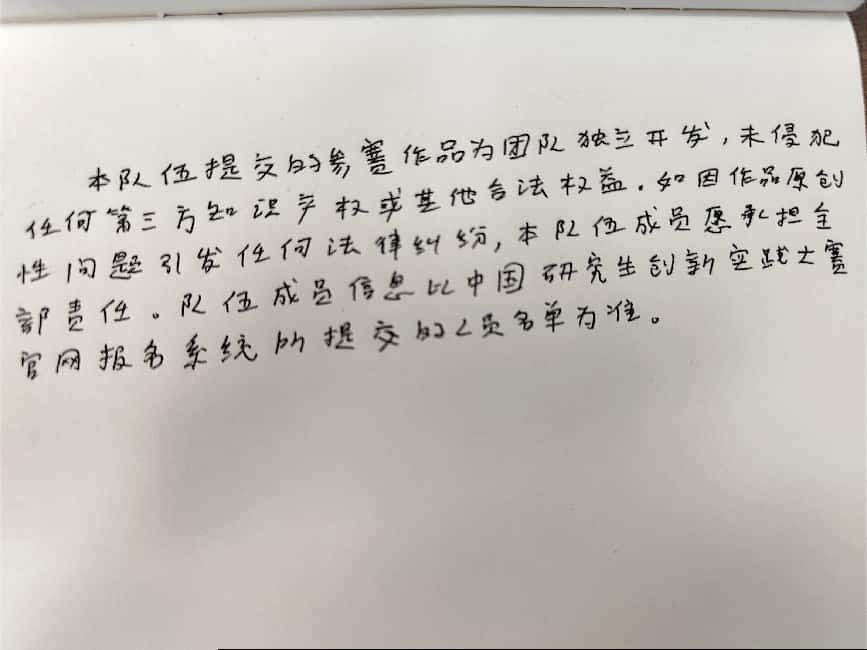 本队伍提交的参赛作品为团队独立开发，未侵犯
任何第三方知识产权或其他合法权益。如因作品原创
性问题引发任何法律纠纷，本队伍成员愿承担全
部责任。队伍成员信息以中国研究生创新实践大赛
官网报名系统所提交的人员名单为准。